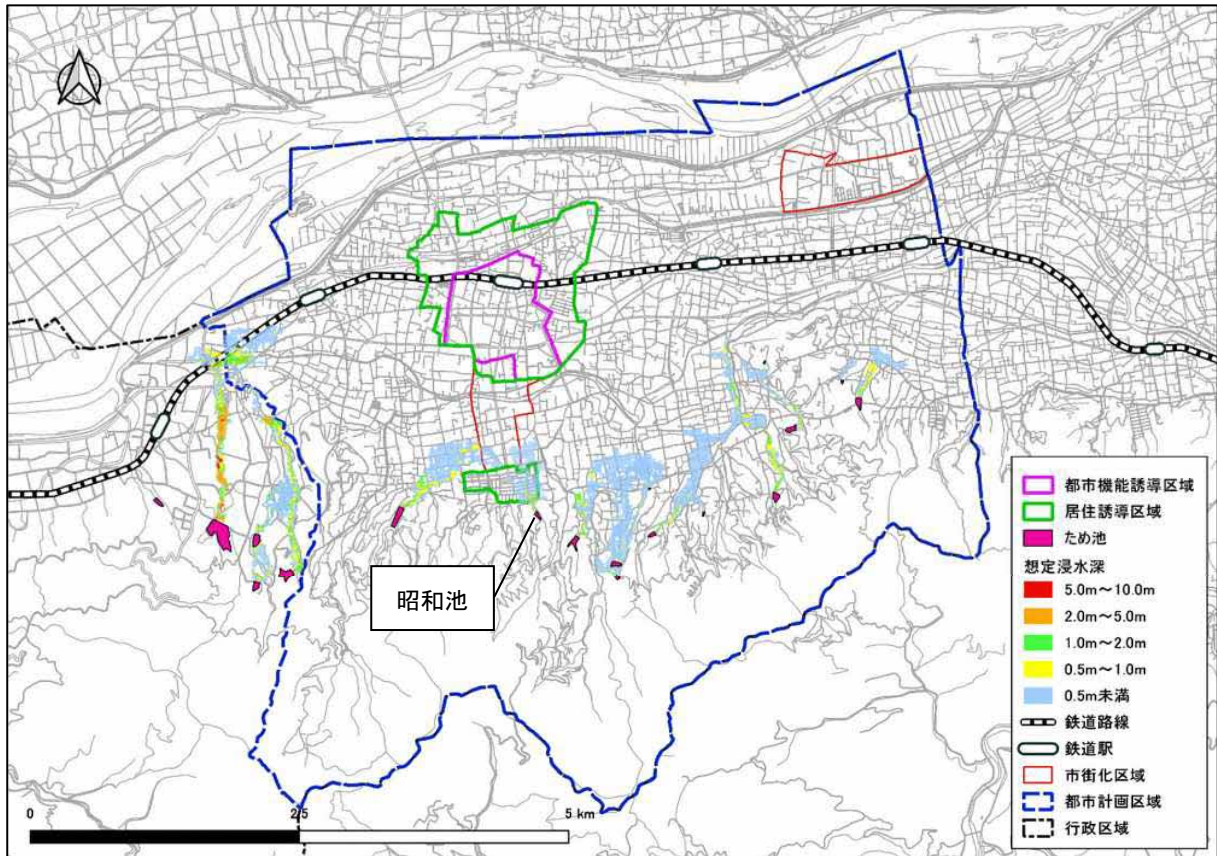 昭和池
都市機能誘導区域
居住誘導区域
ため池
想定浸水深
5.0m～10.0m
2.0m～5.0m
1.0m～2.0m
0.5m～1.0m
0.5m未満
鉄道路線
鉄道駅
市街化区域
都市計画区域
行政区域
0 2.5 5 km